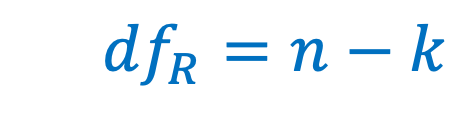 df_R = n − k